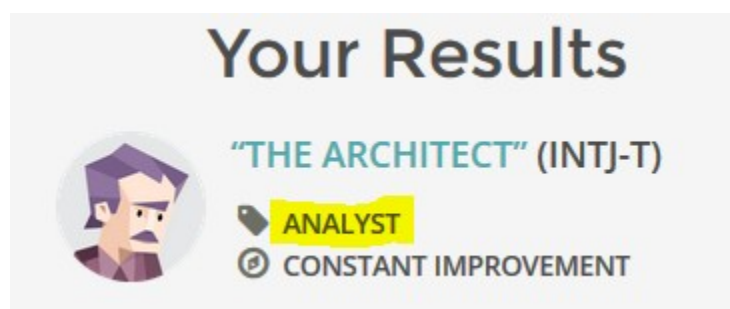 Your Results
“THE ARCHITECT” (INTJ-T)
ANALYST
CONSTANT IMPROVEMENT